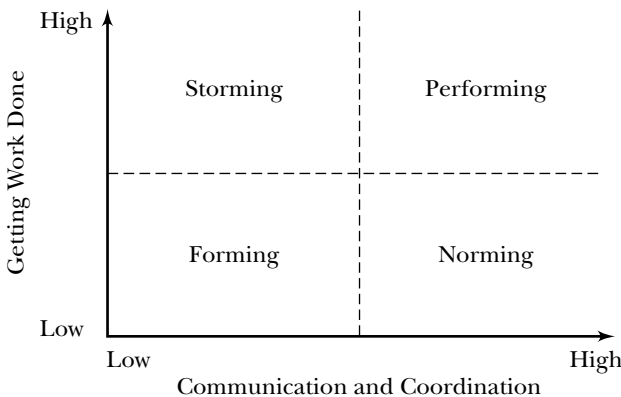 High
Storming
Performing
Getting Work Done
Forming
Norming
Low
Low
High
Communication and Coordination